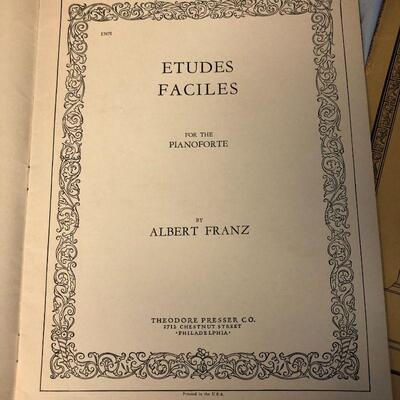 ETUDES
FACILES
FOR THE
PIANOFORTE
BY
ALBERT FRANZ
THEODORE PRESSER CO.
1712 CHESTNUT STREET
PHILADELPHIA
Printed in the U.S.A.